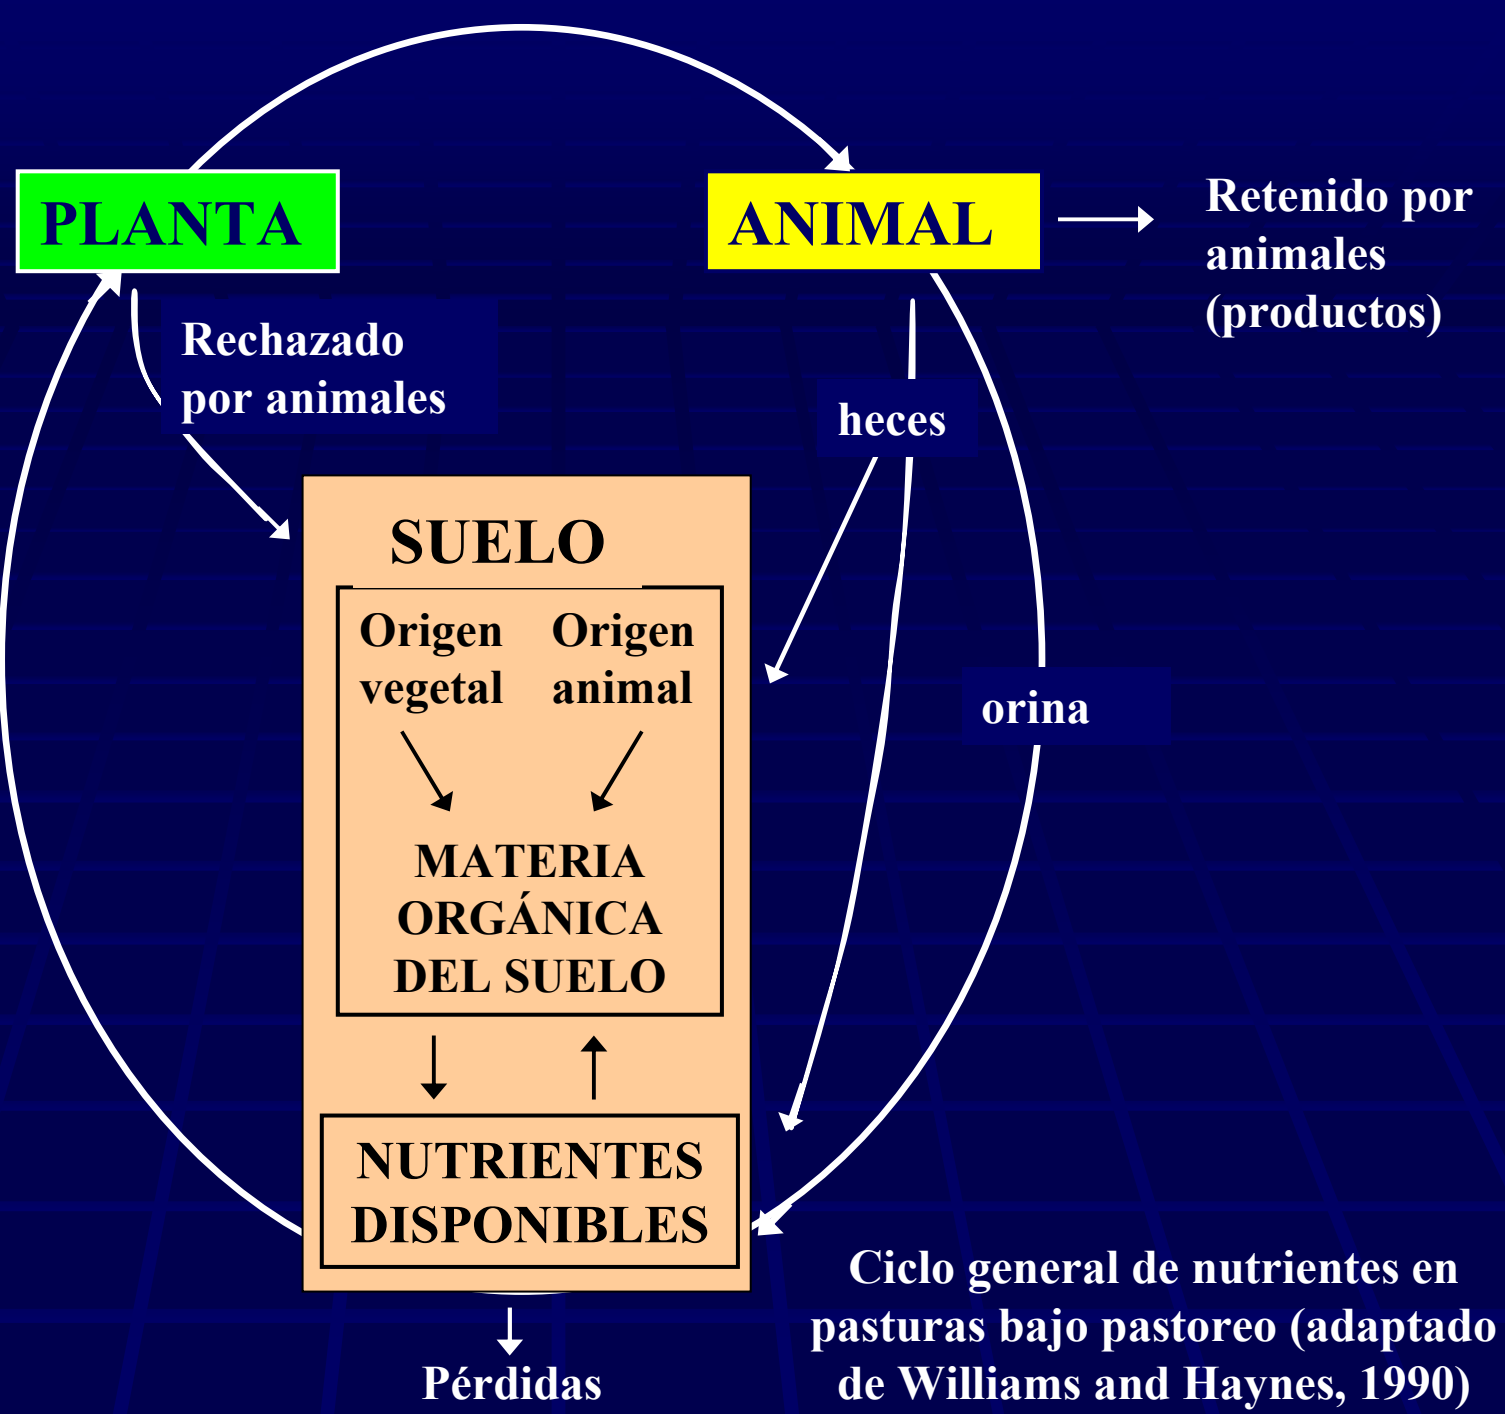 PLANTA
ANIMAL
Retenido por
animales
(productos)
Rechazado
por animales
heces
SUELO
Origen
vegetal
Origen
animal
orina
MATERIA
ORGÁNICA
DEL SUELO
NUTRIENTES
DISPONIBLES
Pérdidas
Ciclo general de nutrientes en
pasturas bajo pastoreo (adaptado
de Williams and Haynes, 1990)